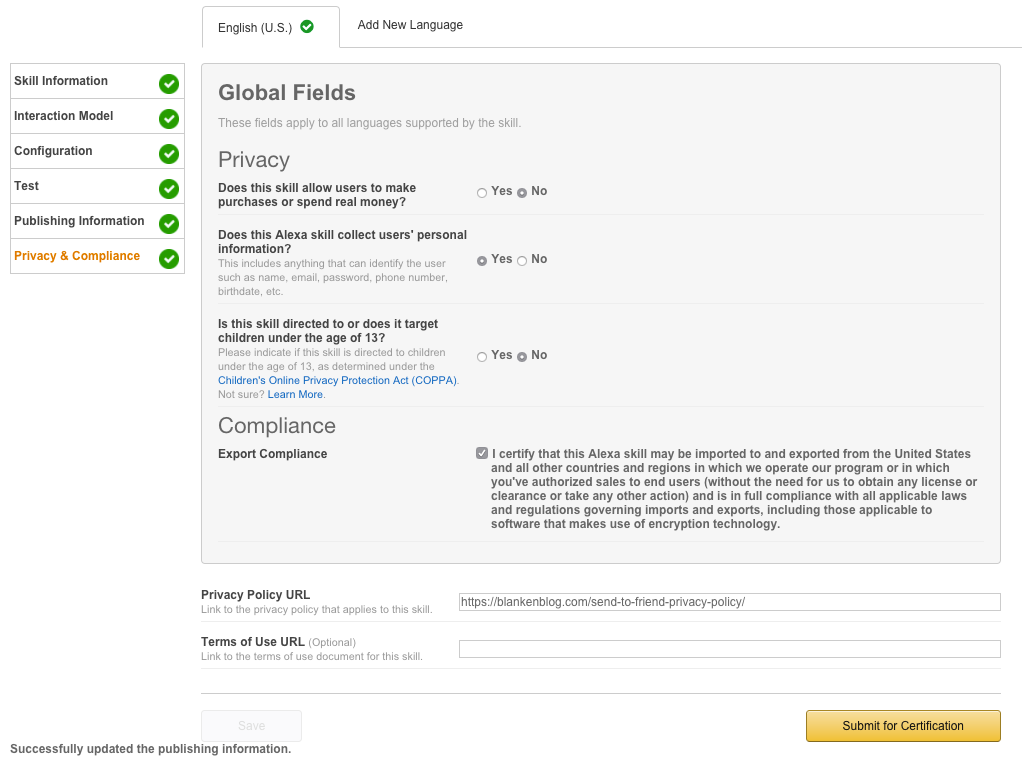 English (U.S.)
Add New Language
Skill Information
Interaction Model
Configuration
Test
Publishing Information
Privacy & Compliance
Global Fields
These fields apply to all languages supported by the skill.
Privacy
Does this skill allow users to make
purchases or spend real money?
Yes No
Does this Alexa skill collect users' personal
information?
This includes anything that can identify the user
such as name, email, password, phone number,
birthdate, etc.
Yes No
Is this skill directed to or does it target
children under the age of 13?
Please indicate if this skill is directed to children
under the age of 13, as determined under the
Children's Online Privacy Protection Act (COPPA).
Not sure? Learn More.
Yes No
Compliance
Export Compliance
I certify that this Alexa skill may be imported to and exported from the United States
and all other countries and regions in which we operate our program or in which
you've authorized sales to end users (without the need for us to obtain any license or
clearance or take any other action) and is in full compliance with all applicable laws
and regulations governing imports and exports, including those applicable to
software that makes use of encryption technology.
Privacy Policy URL
Link to the privacy policy that applies to this skill.
https://blankenblog.com/send-to-friend-privacy-policy/
Terms of Use URL (Optional)
Link to the terms of use document for this skill.
Save
Submit for Certification
Successfully updated the publishing information.